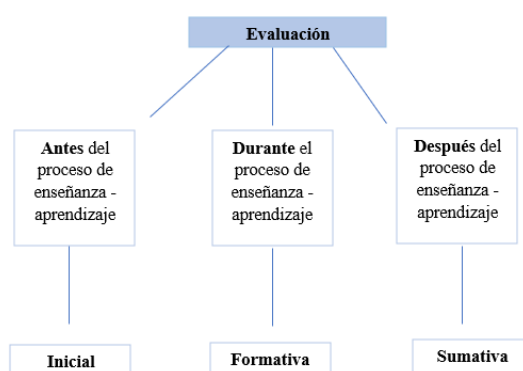 Evaluación
Antes del
proceso de
enseñanza -
aprendizaje
Durante el
proceso de
enseñanza -
aprendizaje
Después del
proceso de
enseñanza -
aprendizaje
Inicial
Formativa
Sumativa